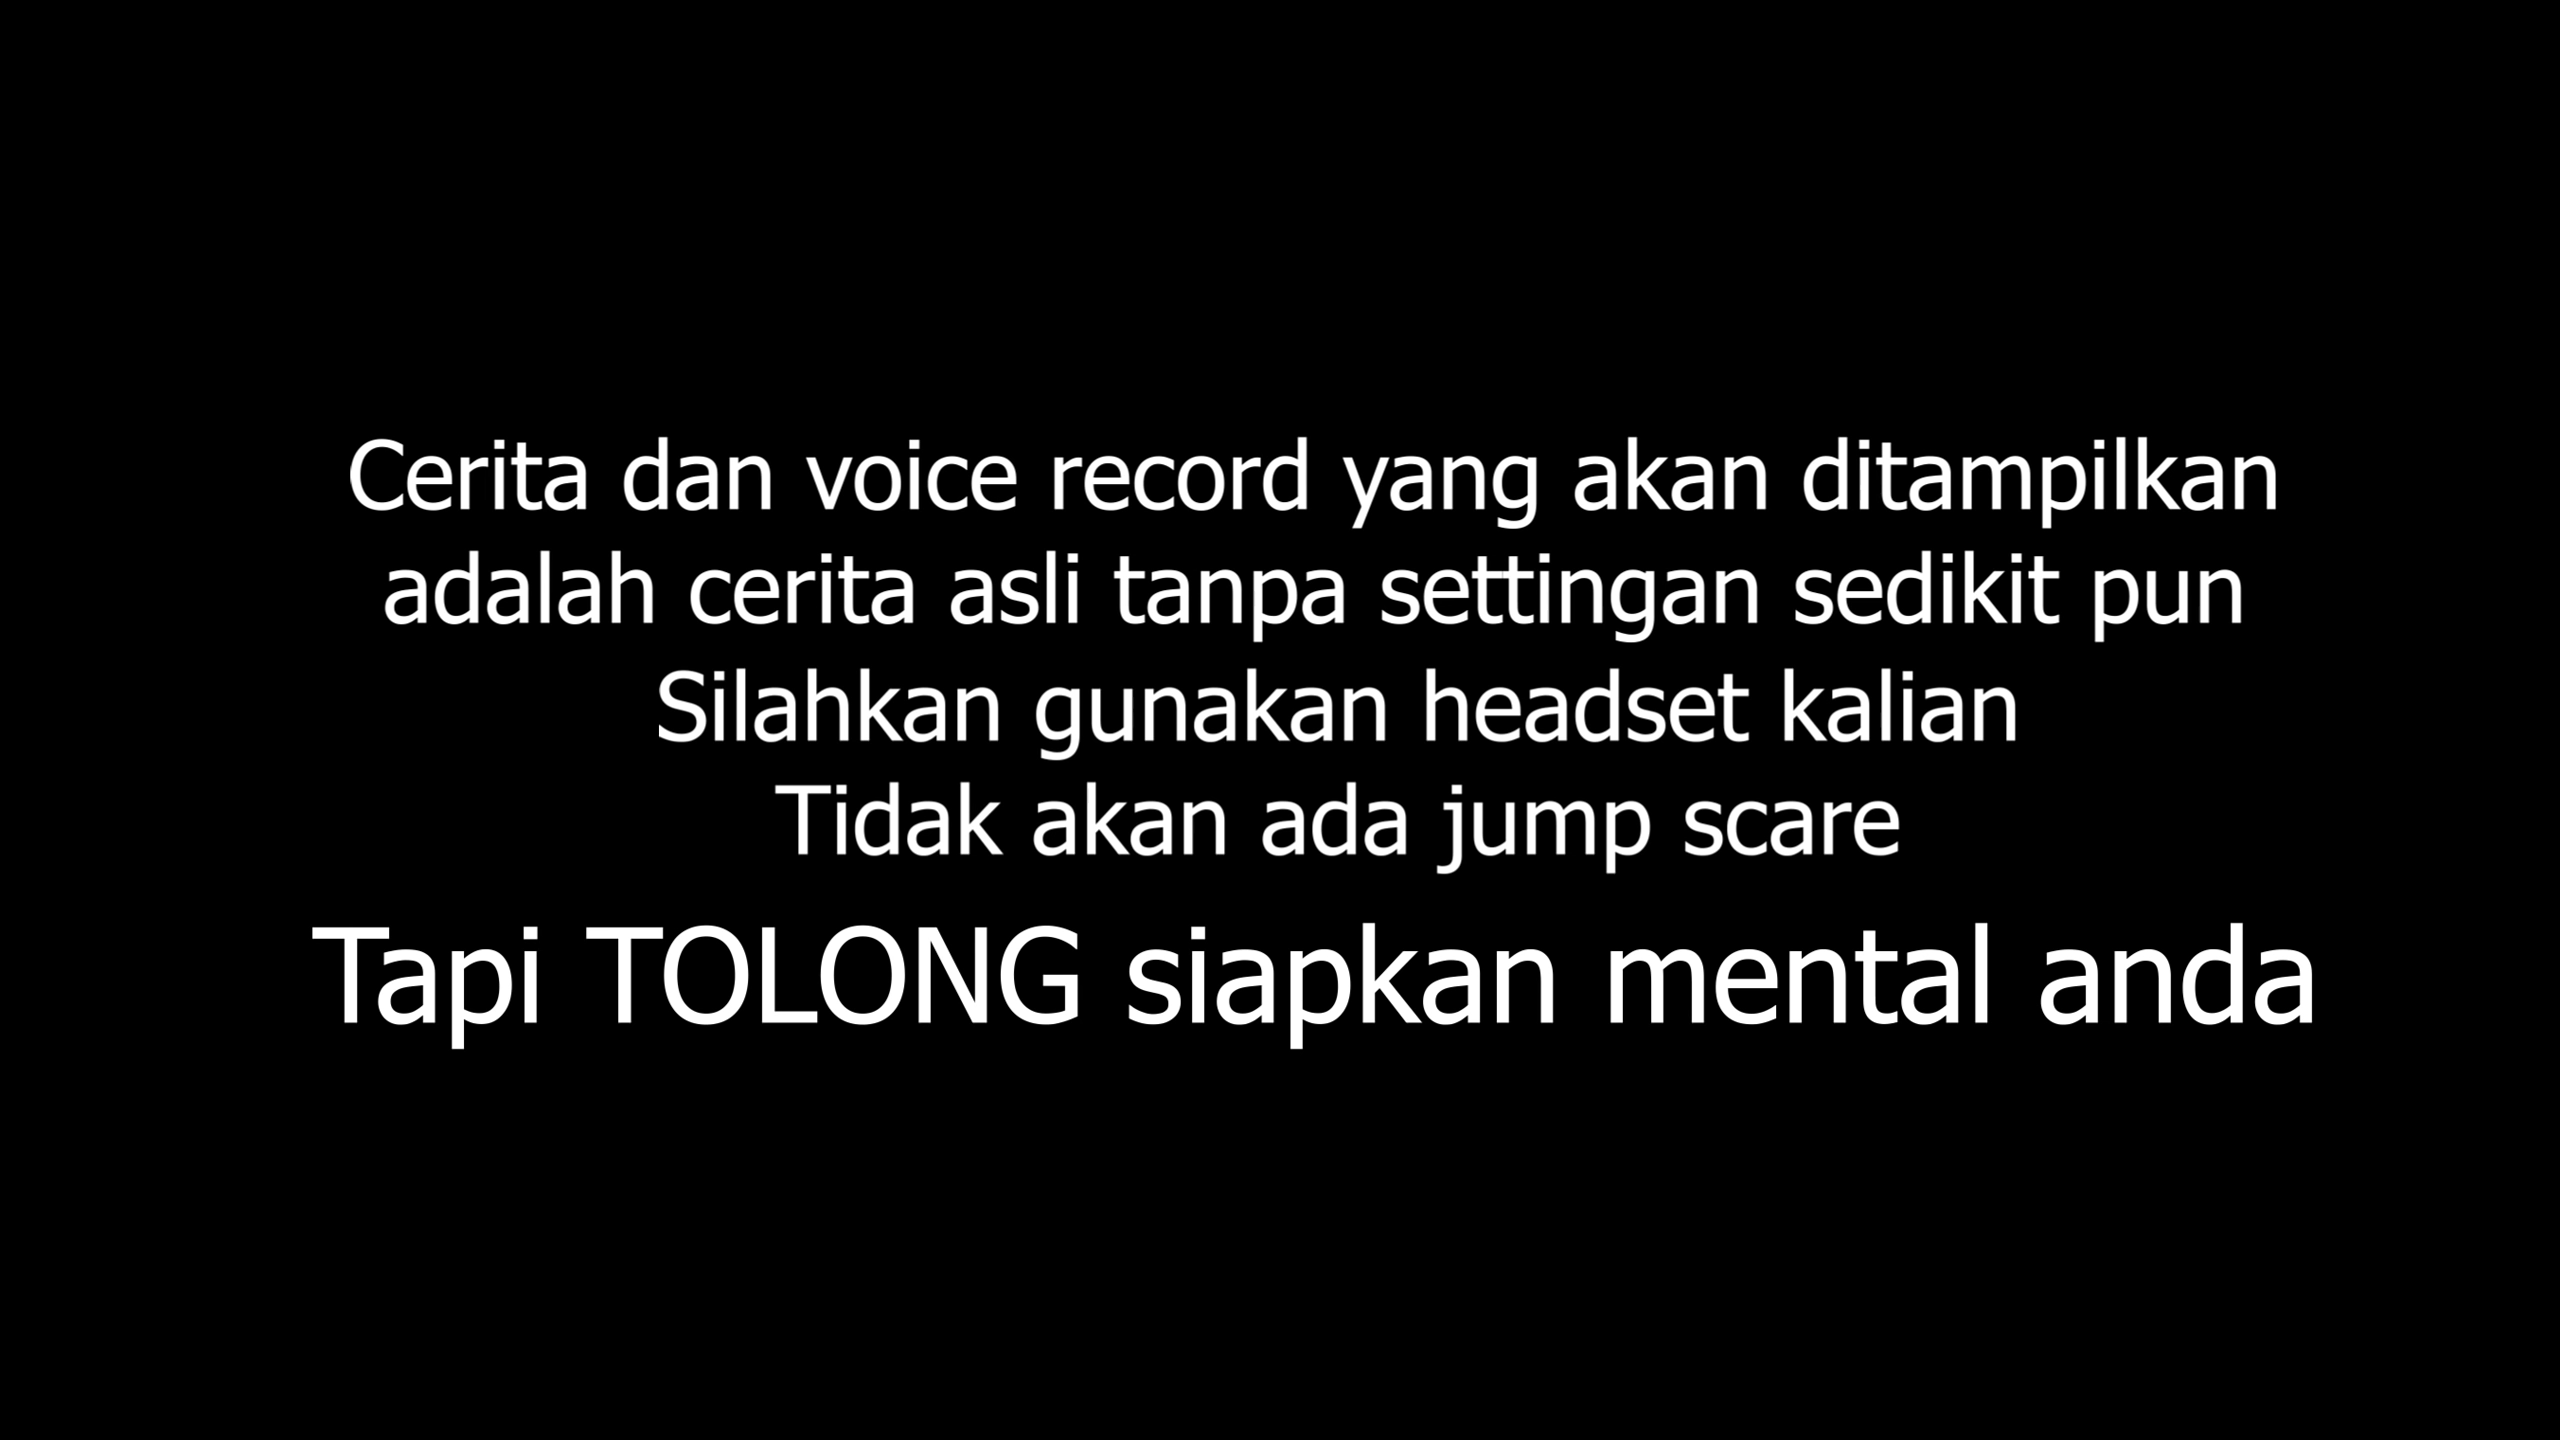 Cerita dan voice record yang akan ditampilkan
adalah cerita asli tanpa settingan sedikit pun
Silahkan gunakan headset kalian
Tidak akan ada jump scare
Tapi TOLONG siapkan mental anda